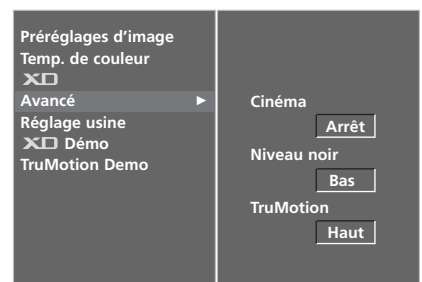 Préréglages d’image
Temp. de couleur
XD
Avancé ►
Réglage usine
XD Démo
TruMotion Demo
Cinéma
Arrêt
Niveau noir
Bas
TruMotion
Haut